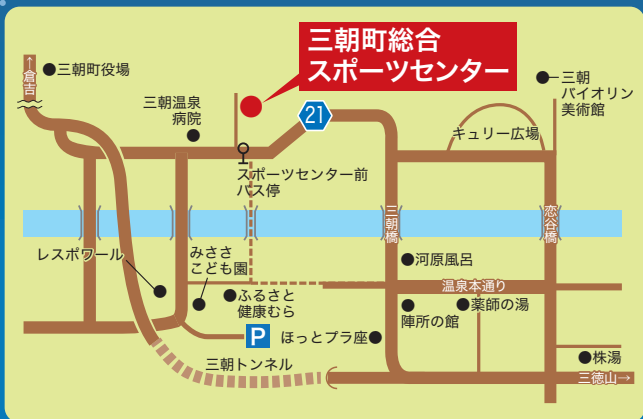 三朝町総合
スポーツセンター
↑倉吉
三朝町役場
三朝温泉
病院
21
三朝
バイオリン
美術館
キュリー広場
スポーツセンター前
バス停
三朝橋
恋谷橋
レスポワール
みささ
こども園
河原風呂
温泉本通り
ふるさと
健康むら
陣所の館
薬師の湯
P
ほっとプラ座
三朝トンネル
株湯
三徳山→